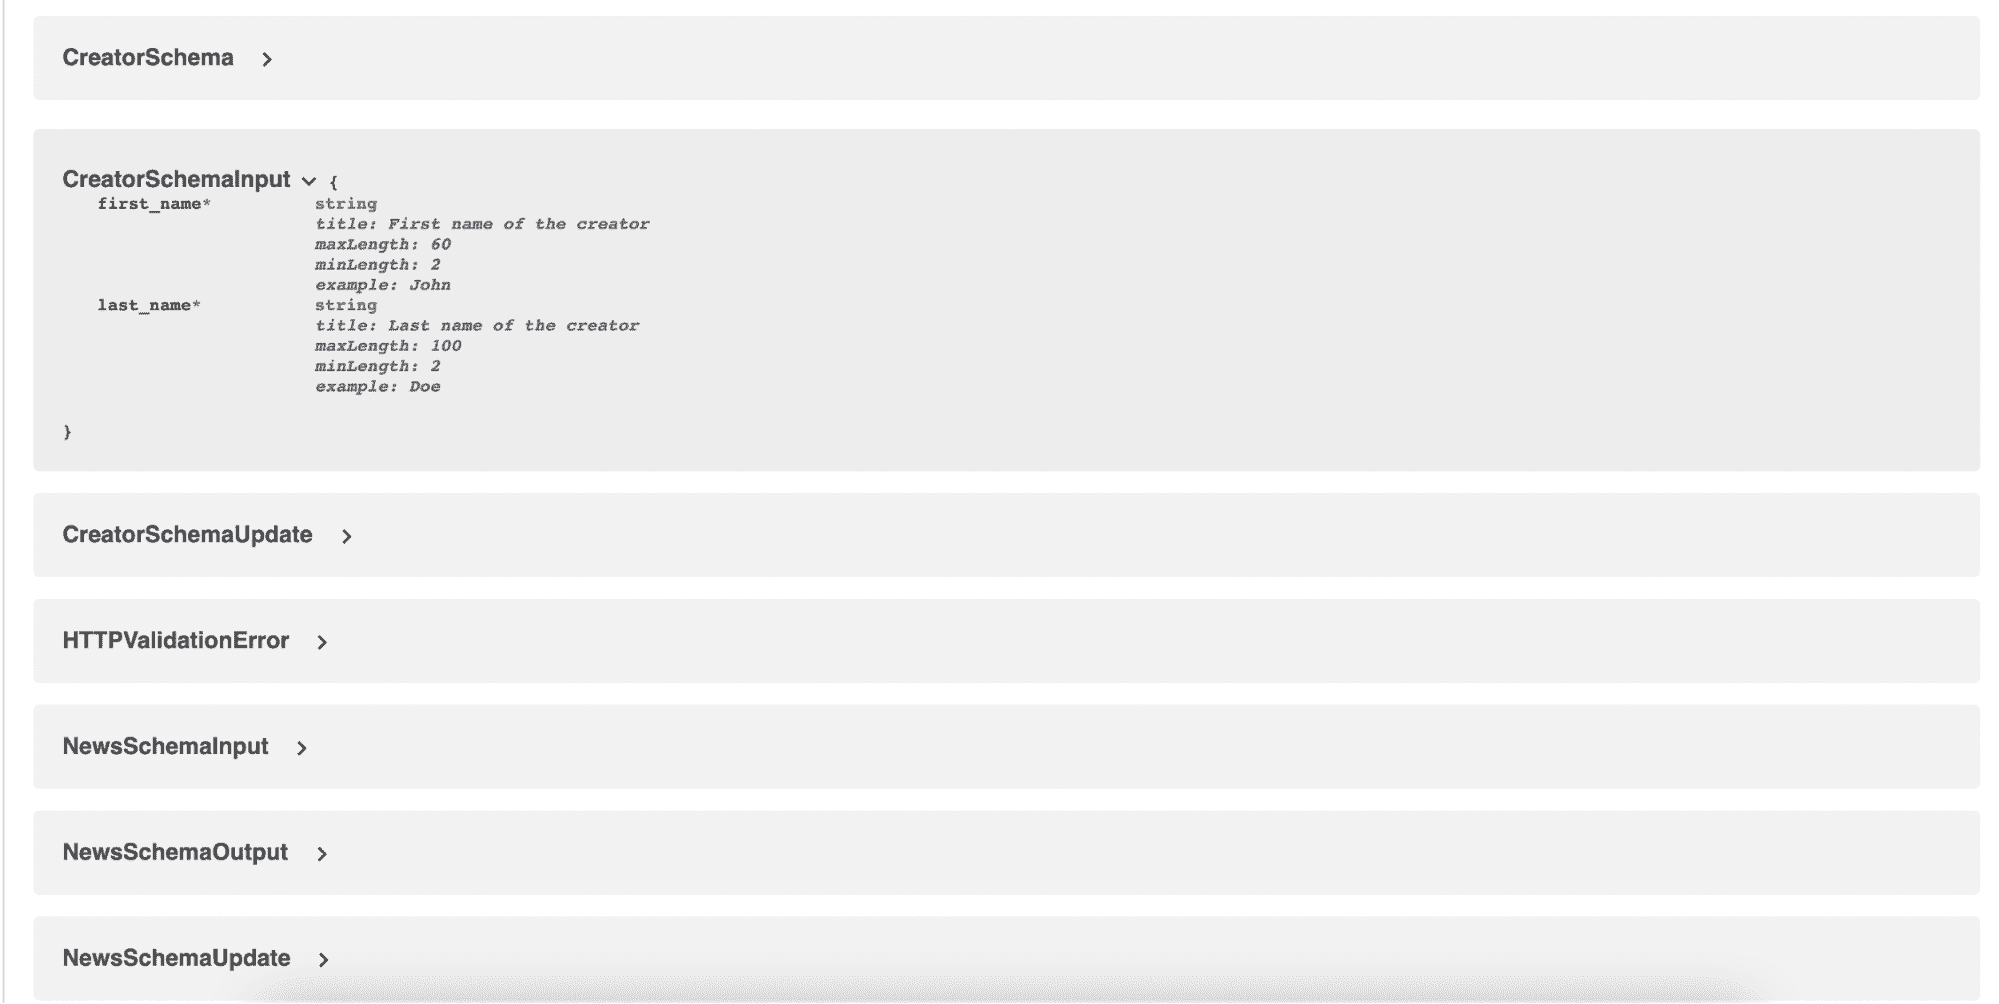 CreatorSchema
CreatorSchemaInput {
first_name* string
title: First name of the creator
maxLength: 60
minLength: 2
example: John
last_name* string
title: Last name of the creator
maxLength: 100
minLength: 2
example: Doe
}
CreatorSchemaUpdate
HTTPValidationError
NewsSchemaInput
NewsSchemaOutput
NewsSchemaUpdate